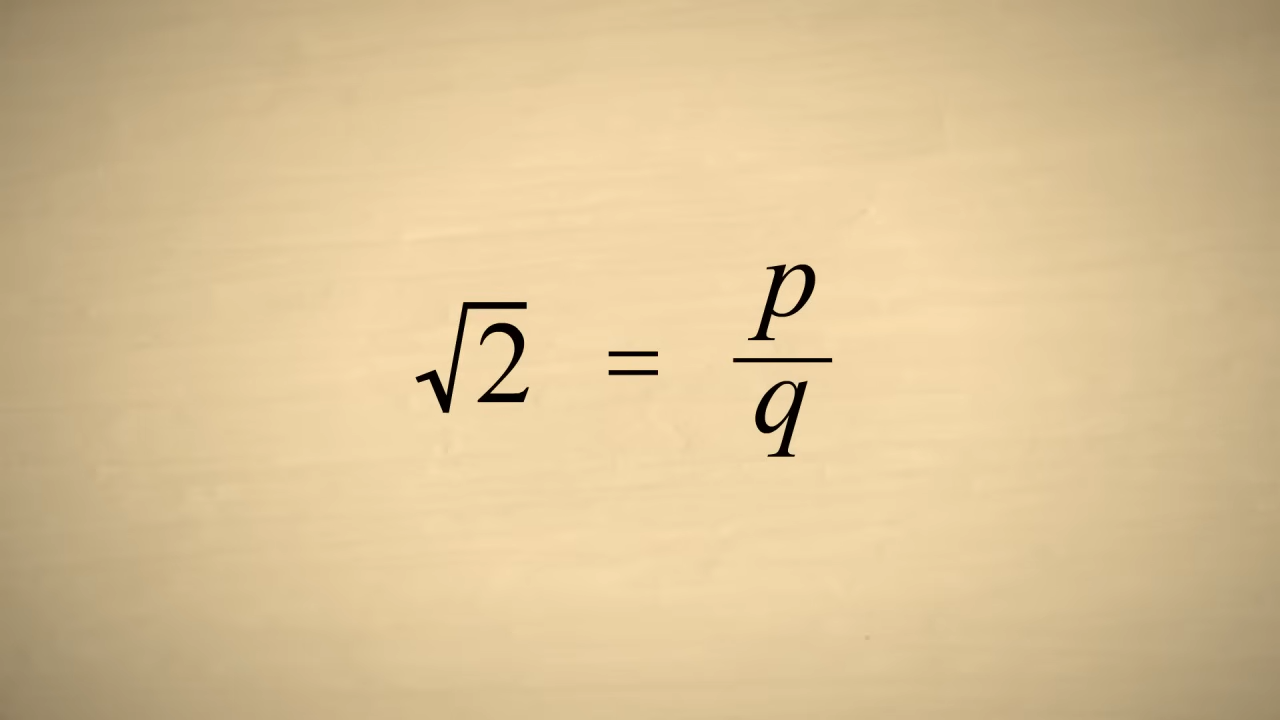 √2 = p/q